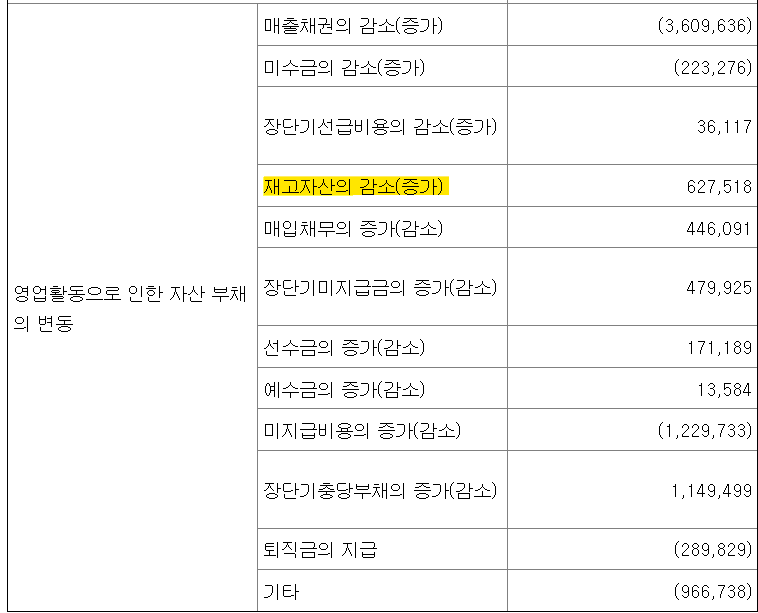 매출채권의 감소(증가) (3,609,636)
미수금의 감소(증가) (223,276)
장단기선급비용의 감소(증가) 36,117
재고자산의 감소(증가) 627,518
매입채무의 증가(감소) 446,091
영업활동으로 인한 자산 부채
의 변동
장단기미지급금의 증가(감소) 479,925
선수금의 증가(감소) 171,189
예수금의 증가(감소) 13,584
미지급비용의 증가(감소) (1,229,733)
장단기충당부채의 증가(감소) 1,149,499
퇴직금의 지급 (289,829)
기타 (966,738)